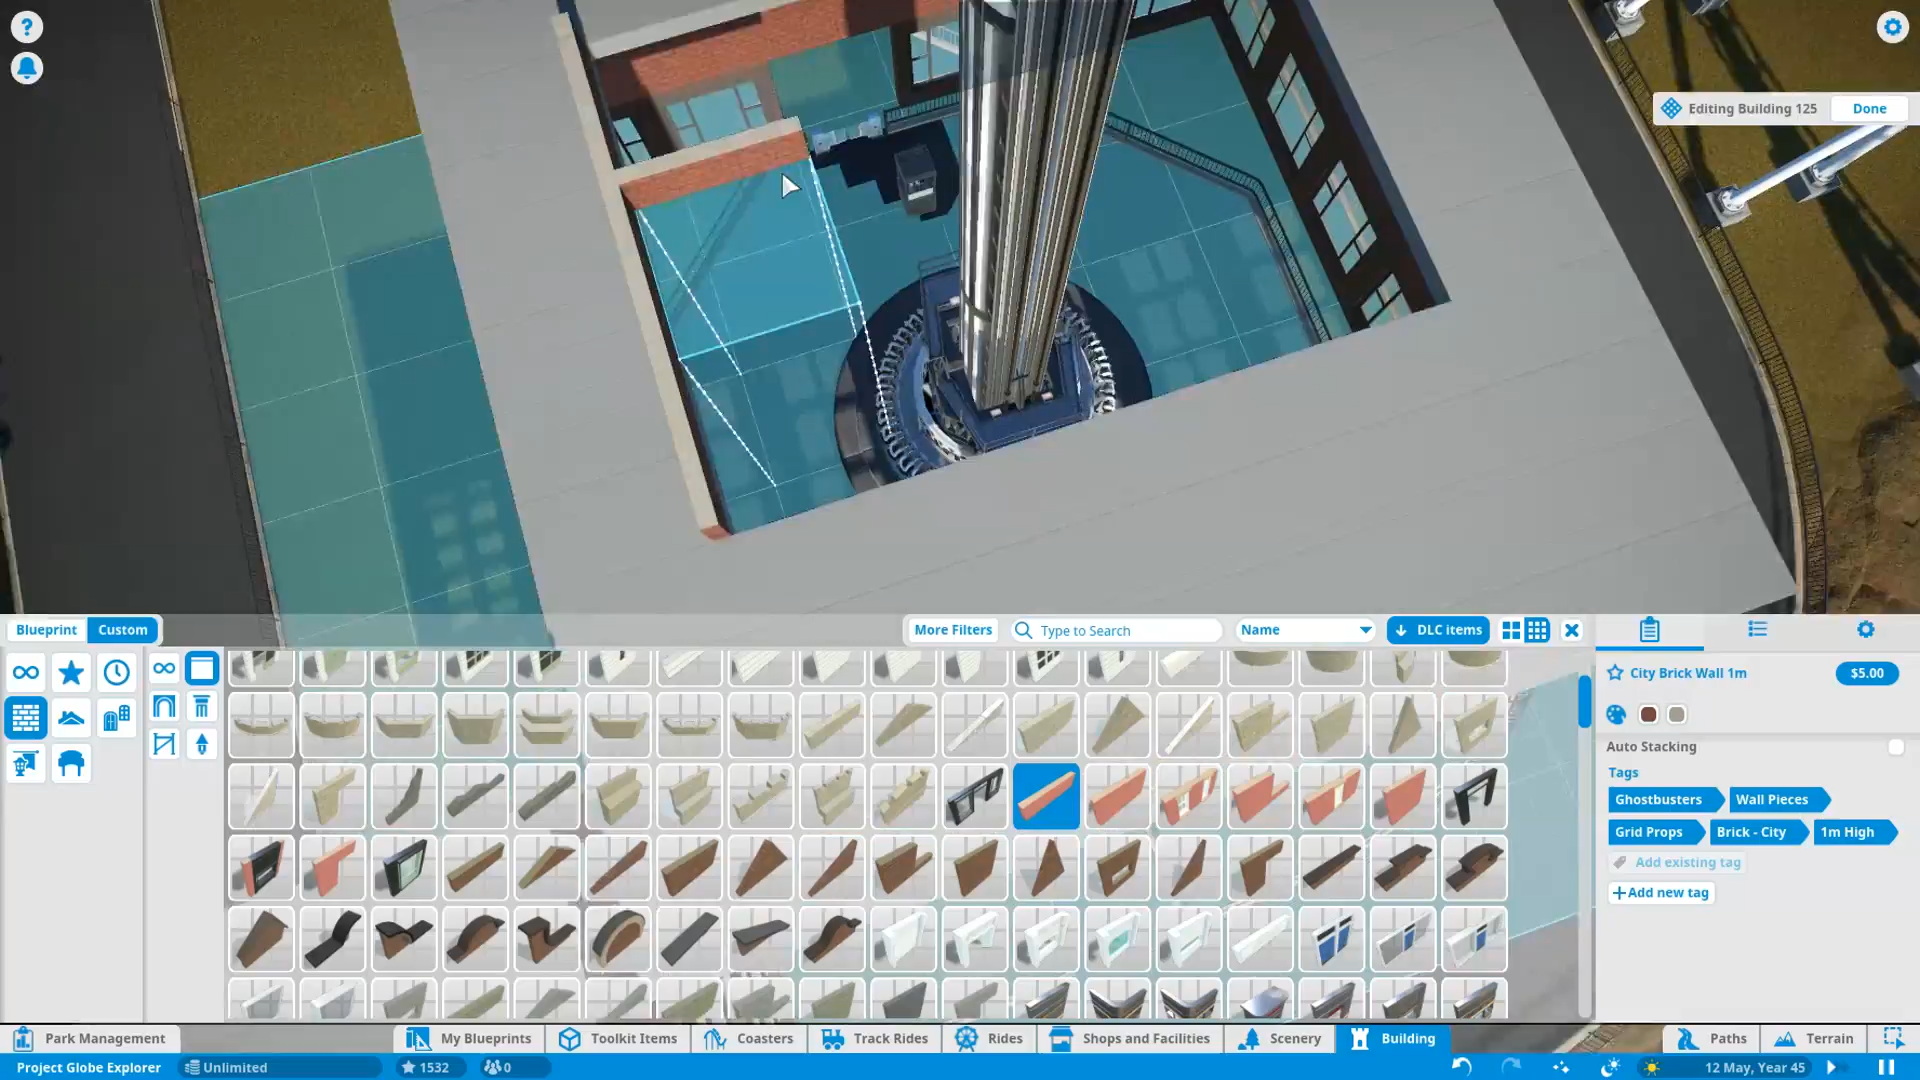 ?
Editing Building 125
Done
Blueprint
Custom
More Filters
Type to Search
Name
DLC items
City Brick Wall 1m
$5.00
Auto Stacking
Tags
Ghostbusters
Wall Pieces
Grid Props
Brick - City
1m High
Add existing tag
+Add new tag
Park Management
My Blueprints
Toolkit Items
Coasters
Track Rides
Rides
Shops and Facilities
Scenery
Building
Paths
Terrain
Project Globe Explorer
Unlimited
1532
0
12 May, Year 45